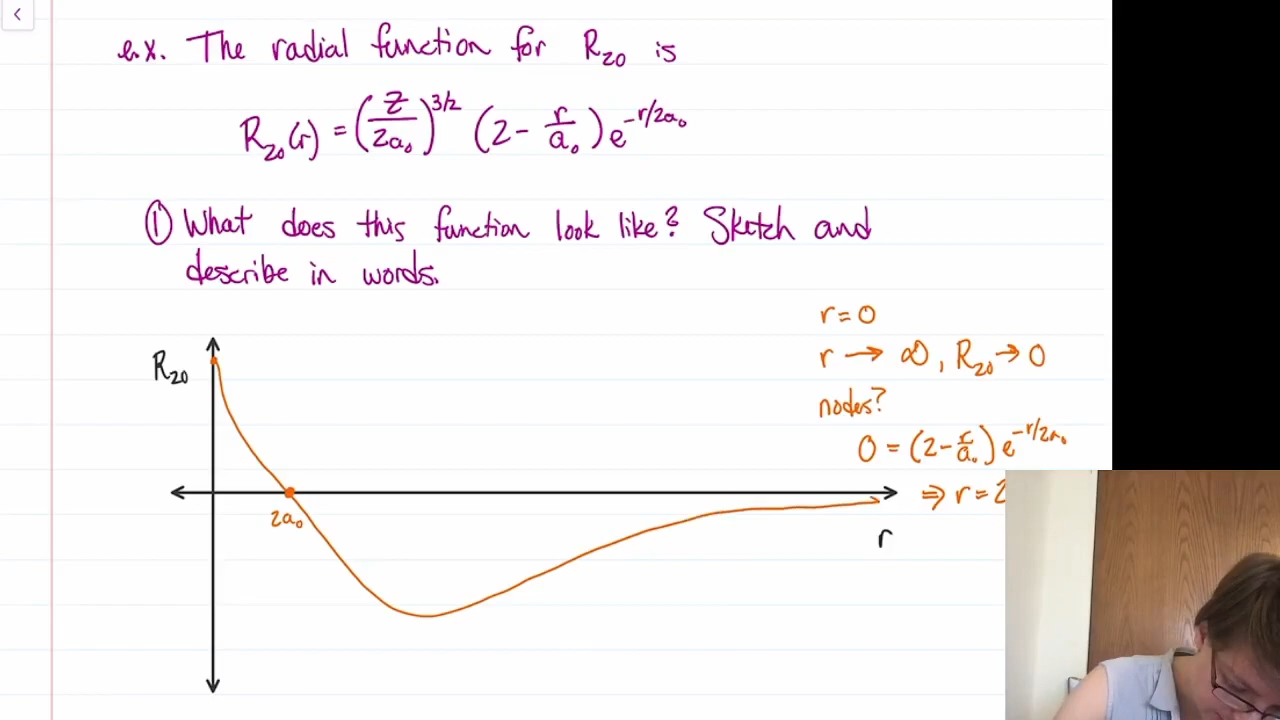 e.x. The radial function for R₂₀ is
R₂₀(r) = (Z/2a₀)^3/2 (2 - r/a₀) e^-r/2a₀
① What does this function look like? Sketch and
describe in words.
r = 0
r → ∞, R₂₀ → 0
nodes?
0 = (2 - r/a₀) e^-r/2a₀
⇒ r = 2
R₂₀
2a₀
r